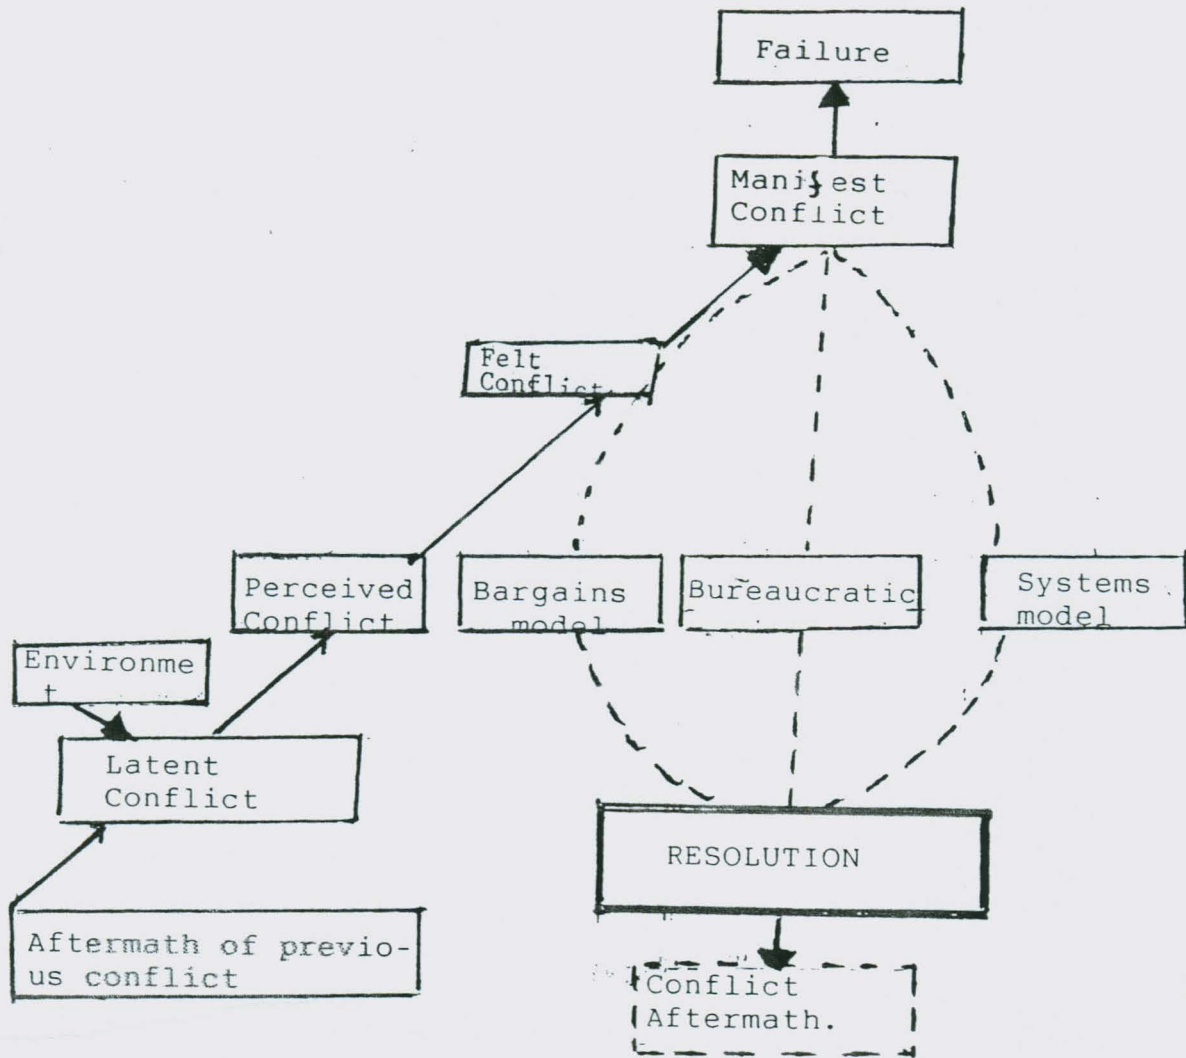 Failure
Manifest
Conflict
Felt
Conflict
Perceived
Conflict
Bargains
model
Bureaucratic
Systems
model
Environme
t
Latent
Conflict
RESOLUTION
Aftermath of previo-
us conflict
Conflict
Aftermath.